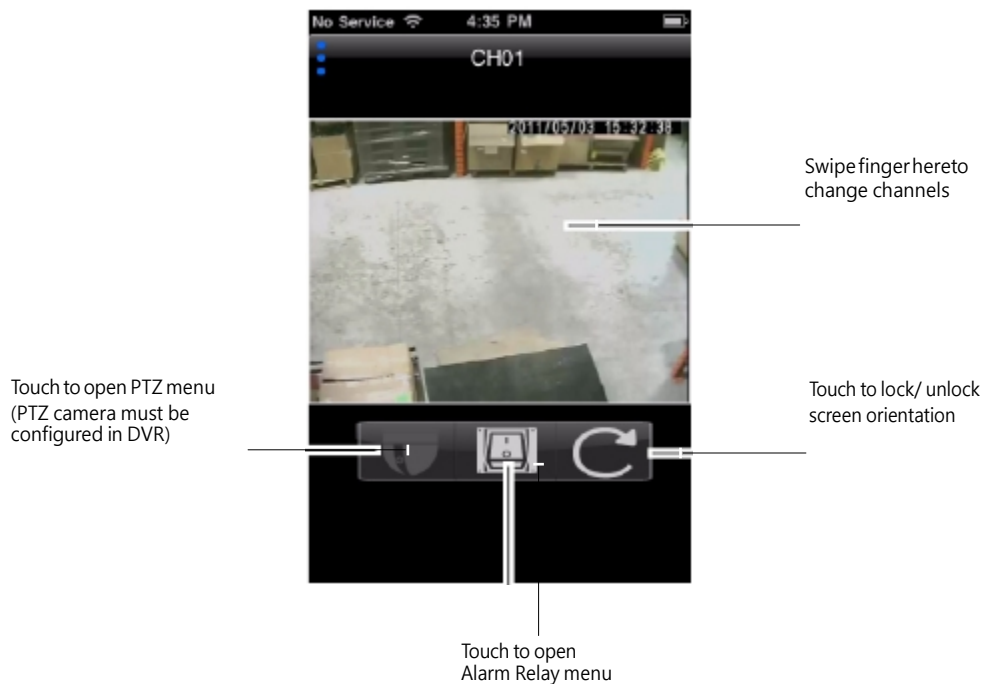 No Service 4:35 PM
CH01
2011/05/03 15:32:38
Swipe finger hereto
change channels
Touch to open PTZ menu
(PTZ camera must be
configured in DVR)
Touch to lock/ unlock
screen orientation
Touch to open
Alarm Relay menu